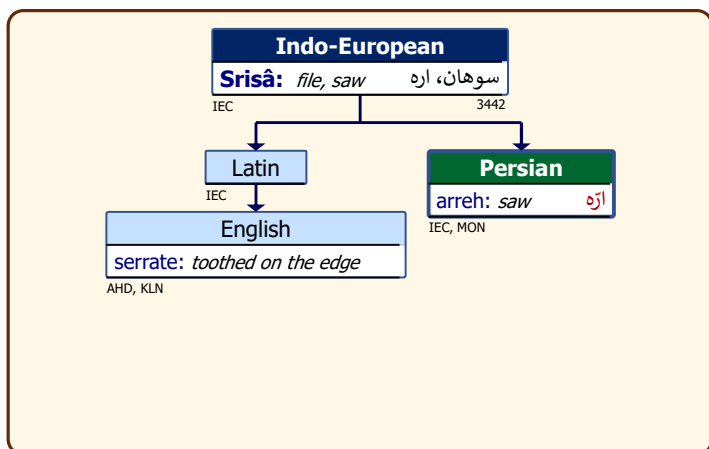 Indo-European
Srisâ: file, saw سوهان، اره
IEC 3442
Latin
IEC
Persian
arreh: saw ارّه
IEC, MON
English
serrate: toothed on the edge
AHD, KLN